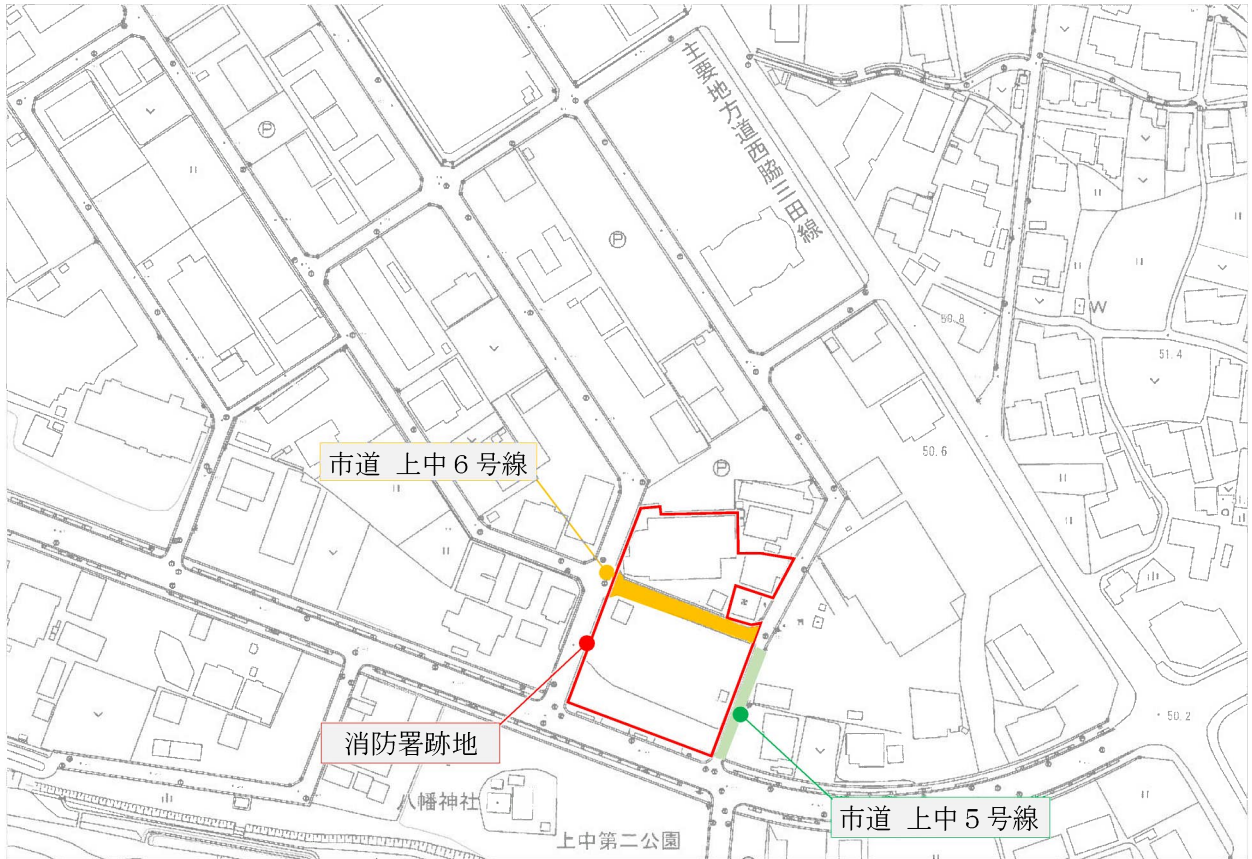 主要地方道西脇三田線
Ⓟ
Ⓟ
W
50.8
51.4
50.6
市道 上中6号線
Ⓟ
消防署跡地
50.2
八幡神社
上中第二公園
市道 上中5号線